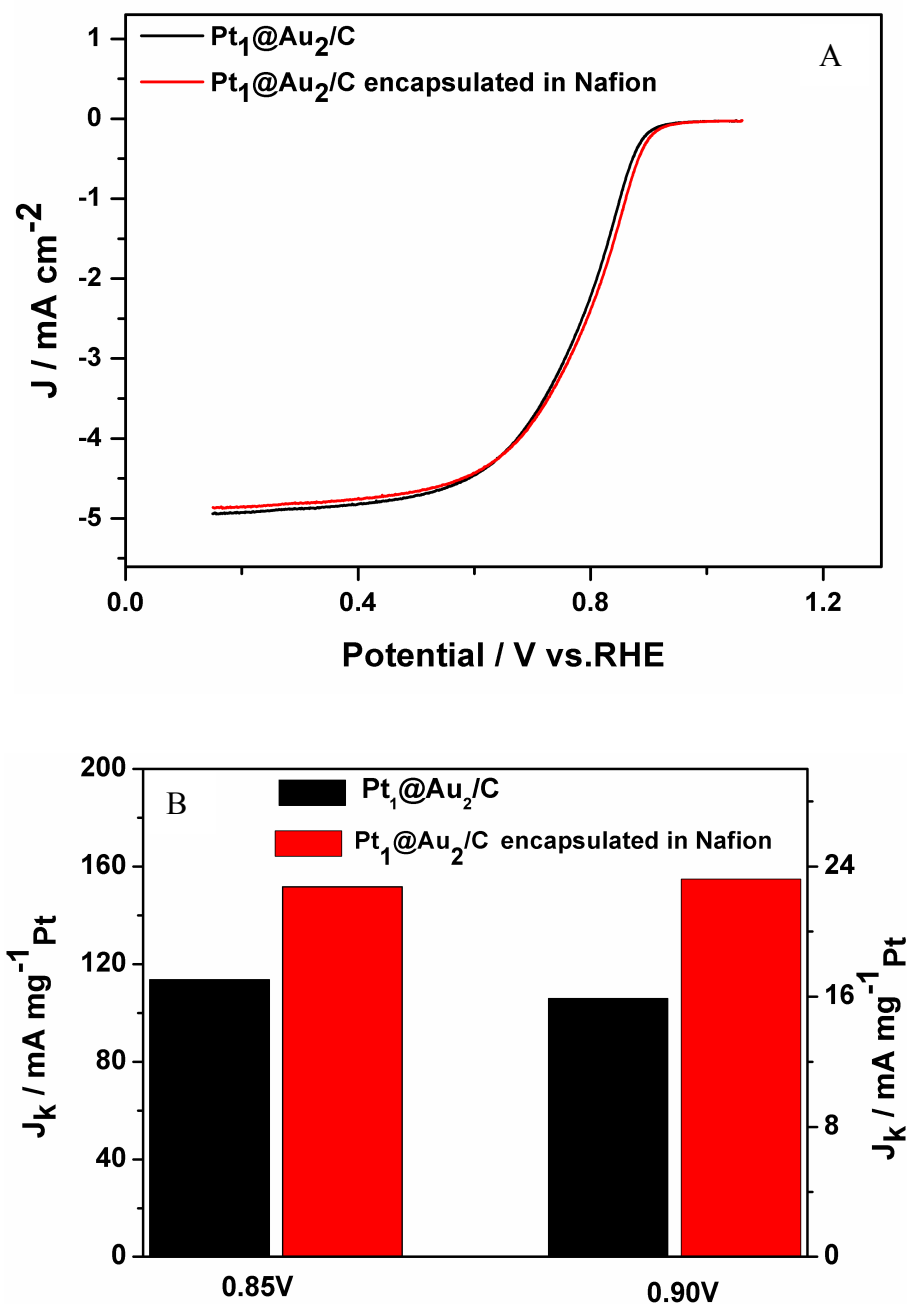 Pt1@Au2/C
Pt1@Au2/C encapsulated in Nafion
A
1
0
-1
-2
-3
-4
-5
J / mA cm-2
0.0 0.4 0.8 1.2
Potential / V vs.RHE
B
Pt1@Au2/C
Pt1@Au2/C encapsulated in Nafion
200
160
120
80
40
0
Jk / mA mg-1Pt
24
16
8
0
Jk / mA mg-1Pt
0.85V 0.90V